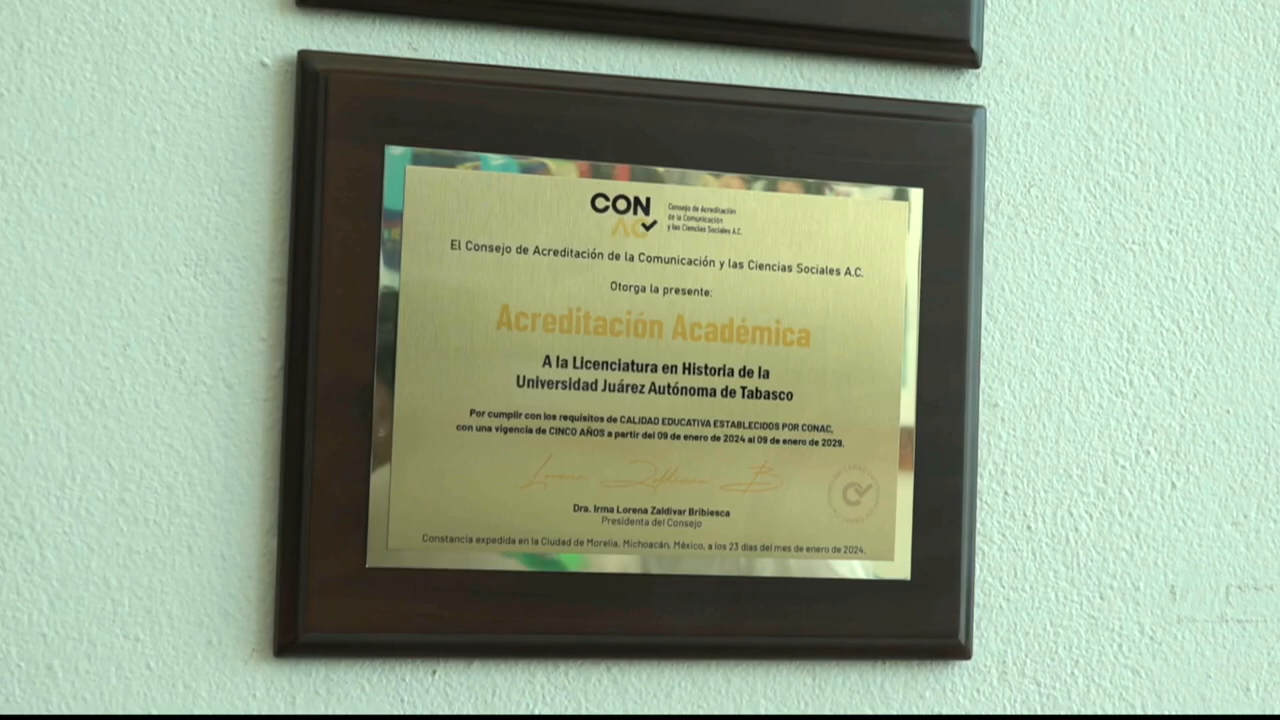 CON
AC
Consejo de Acreditación
de la Comunicación
y las Ciencias Sociales A.C.
El Consejo de Acreditación de la Comunicación y las Ciencias Sociales A.C.
Otorga la presente:
Acreditación Académica
A la Licenciatura en Historia de la
Universidad Juárez Autónoma de Tabasco
Por cumplir con los requisitos de CALIDAD EDUCATIVA ESTABLECIDOS POR CONAC,
con una vigencia de CINCO AÑOS a partir del 09 de enero de 2024 al 09 de enero de 2029.
Lorena Zaldívar B
Dra. Irma Lorena Zaldívar Bribiesca
Presidenta del Consejo
Constancia expedida en la Ciudad de Morelia, Michoacán, México, a los 23 días del mes de enero de 2024.